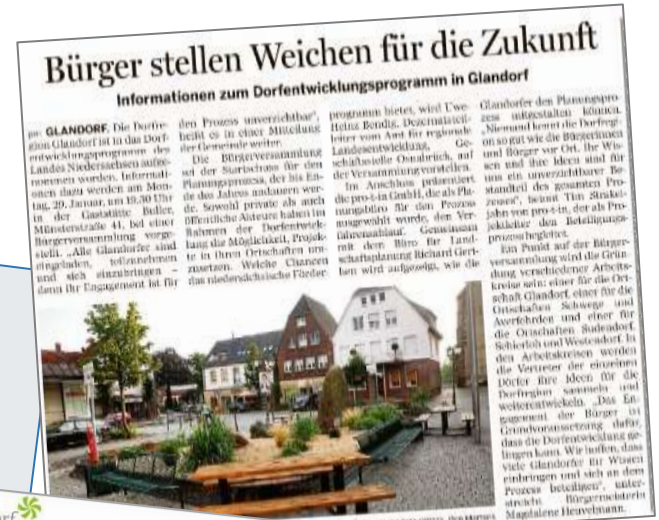 Bürger stellen Weichen für die Zukunft
Informationen zum Dorfentwicklungsprogramm in Glandorf
GLANDORF. Die Dorfre-
gion Glandorf ist in das Dorf-
entwicklungsprogramm des
Landes Niedersachsen aufge-
nommen worden. Informati-
onen dazu werden am Mon-
tag, 29. Januar, um 19.30 Uhr
in der Gaststätte Buller,
Münsterstraße 41, bei einer
Bürgerversammlung vorge-
stellt. „Alle Glandorfer sind
eingeladen, teilzunehmen
und sich einzubringen –
denn ihr Engagement ist für
den Prozess unverzichtbar“,
heißt es in einer Mitteilung
der Gemeinde weiter.
Die Bürgerversammlung
sei der Startschuss für den
Planungsprozess, der bis En-
de des Jahres andauern wer-
de. Sowohl private als auch
öffentliche Akteure haben im
Rahmen der Dorfentwick-
lung die Möglichkeit, Projek-
te in ihren Ortschaften um-
zusetzen. Welche Chancen
das niedersächsische Förder
programm bietet, wird Uwe-
Heinz Bendig, Dezernatsteil-
leiter vom Amt für regionale
Landesentwicklung, Ge-
schäftsstelle Osnabrück, auf
der Versammlung vorstellen.
Im Anschluss präsentiert
die pro-t-in GmbH, die als Pla-
nungsbüro für den Prozess
ausgewählt wurde, den Ver-
fahrensablauf. Gemeinsam
mit dem Büro für Land-
schaftsplanung Richard Gert-
ken wird aufgezeigt, wie die
Glandorfer den Planungspro-
zess mitgestalten können.
„Niemand kennt die Dorfregi-
on so gut wie die Bürgerinnen
und Bürger vor Ort. Ihr Wis-
sen und ihre Ideen sind für
uns ein unverzichtbarer Be-
standteil des gesamten Pro-
zesses“, betont Tim
von pro-t-in, der als Pro-
jektleiter den Beteiligungs-
prozess begleitet.
Ein Punkt auf der Bürger-
versammlung wird die Grün-
dung verschiedener Arbeits-
kreise sein: einer für die Ort-
schaft Glandorf, einer für die
Ortschaften Schwege und
Averfehrden und einer für
die Ortschaften Sudendorf,
Schierloh und Westendorf. In
den Arbeitskreisen werden
die Vertreter der einzelnen
Dörfer ihre Ideen für die
Dorfregion sammeln und
weiterentwickeln. „Das En-
gagement der Bürger ist
Grundvoraussetzung dafür,
dass die Dorfentwicklung ge-
lingen kann. Wir hoffen, dass
viele Glandorfer ihr Wissen
einbringen und sich an dem
Prozess beteiligen“, unter-
streicht Bürgermeisterin
Magdalene Heuvelmann.